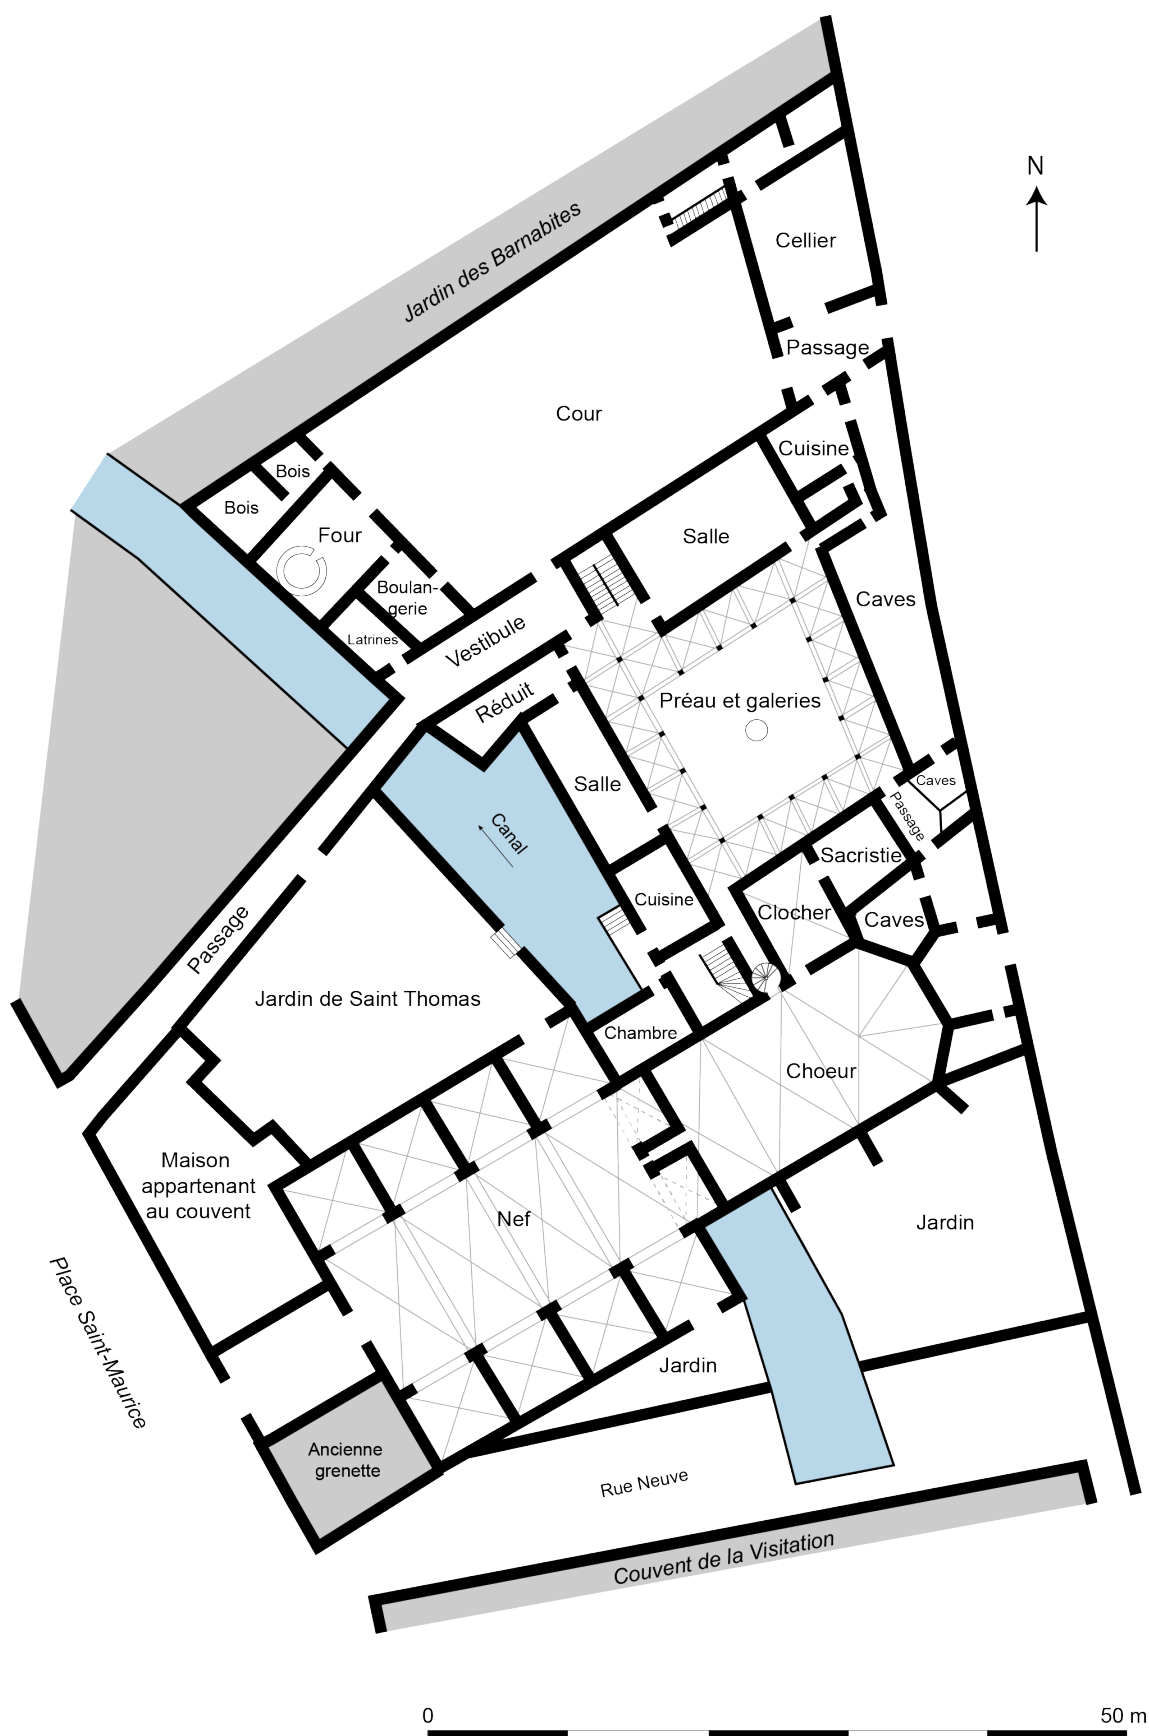 N
Jardin des Barnabites
Cellier
Passage
Cour
Cuisine
Bois
Bois
Salle
Four
Boulan-
gerie
Caves
Latrines
Vestibule
Réduit
Préau et galeries
Salle
Caves
Passage
Canal
Sacristie
Cuisine
Clocher
Caves
Passage
Jardin de Saint Thomas
Chambre
Choeur
Maison
appartenant
au couvent
Nef
Jardin
Place Saint-Maurice
Jardin
Ancienne
grenette
Rue Neuve
Couvent de la Visitation
0
50 m